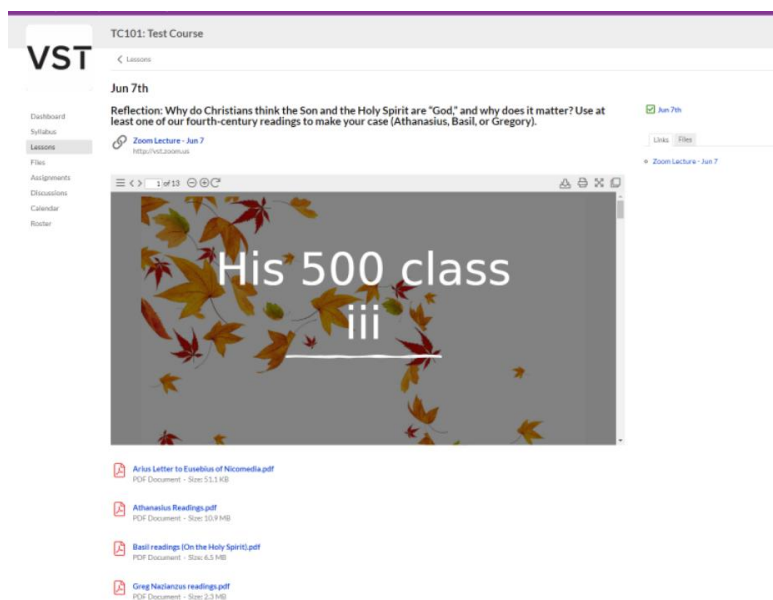 TC101: Test Course
VST
Lessons
Jun 7th
Reflection: Why do Christians think the Son and the Holy Spirit are "God," and why does it matter? Use at
least one of our fourth-century readings to make your case (Athanasius, Basil, or Gregory).
Zoom Lecture - Jun 7
http://vst.zoom.us
Dashboard
Syllabus
Lessons
Files
Assignments
Discussions
Calendar
Roster
Jun 7th
Links Files
Zoom Lecture - Jun 7
1 of 13
His 500 class
iii
Arius Letter to Eusebius of Nicomedia.pdf
PDF Document - Size: 51.1 KB
Athanasius Readings.pdf
PDF Document - Size: 10.9 MB
Basil readings (On the Holy Spirit).pdf
PDF Document - Size: 6.5 MB
Greg Nazianzus readings.pdf
PDF Document - Size: 2.3 MB